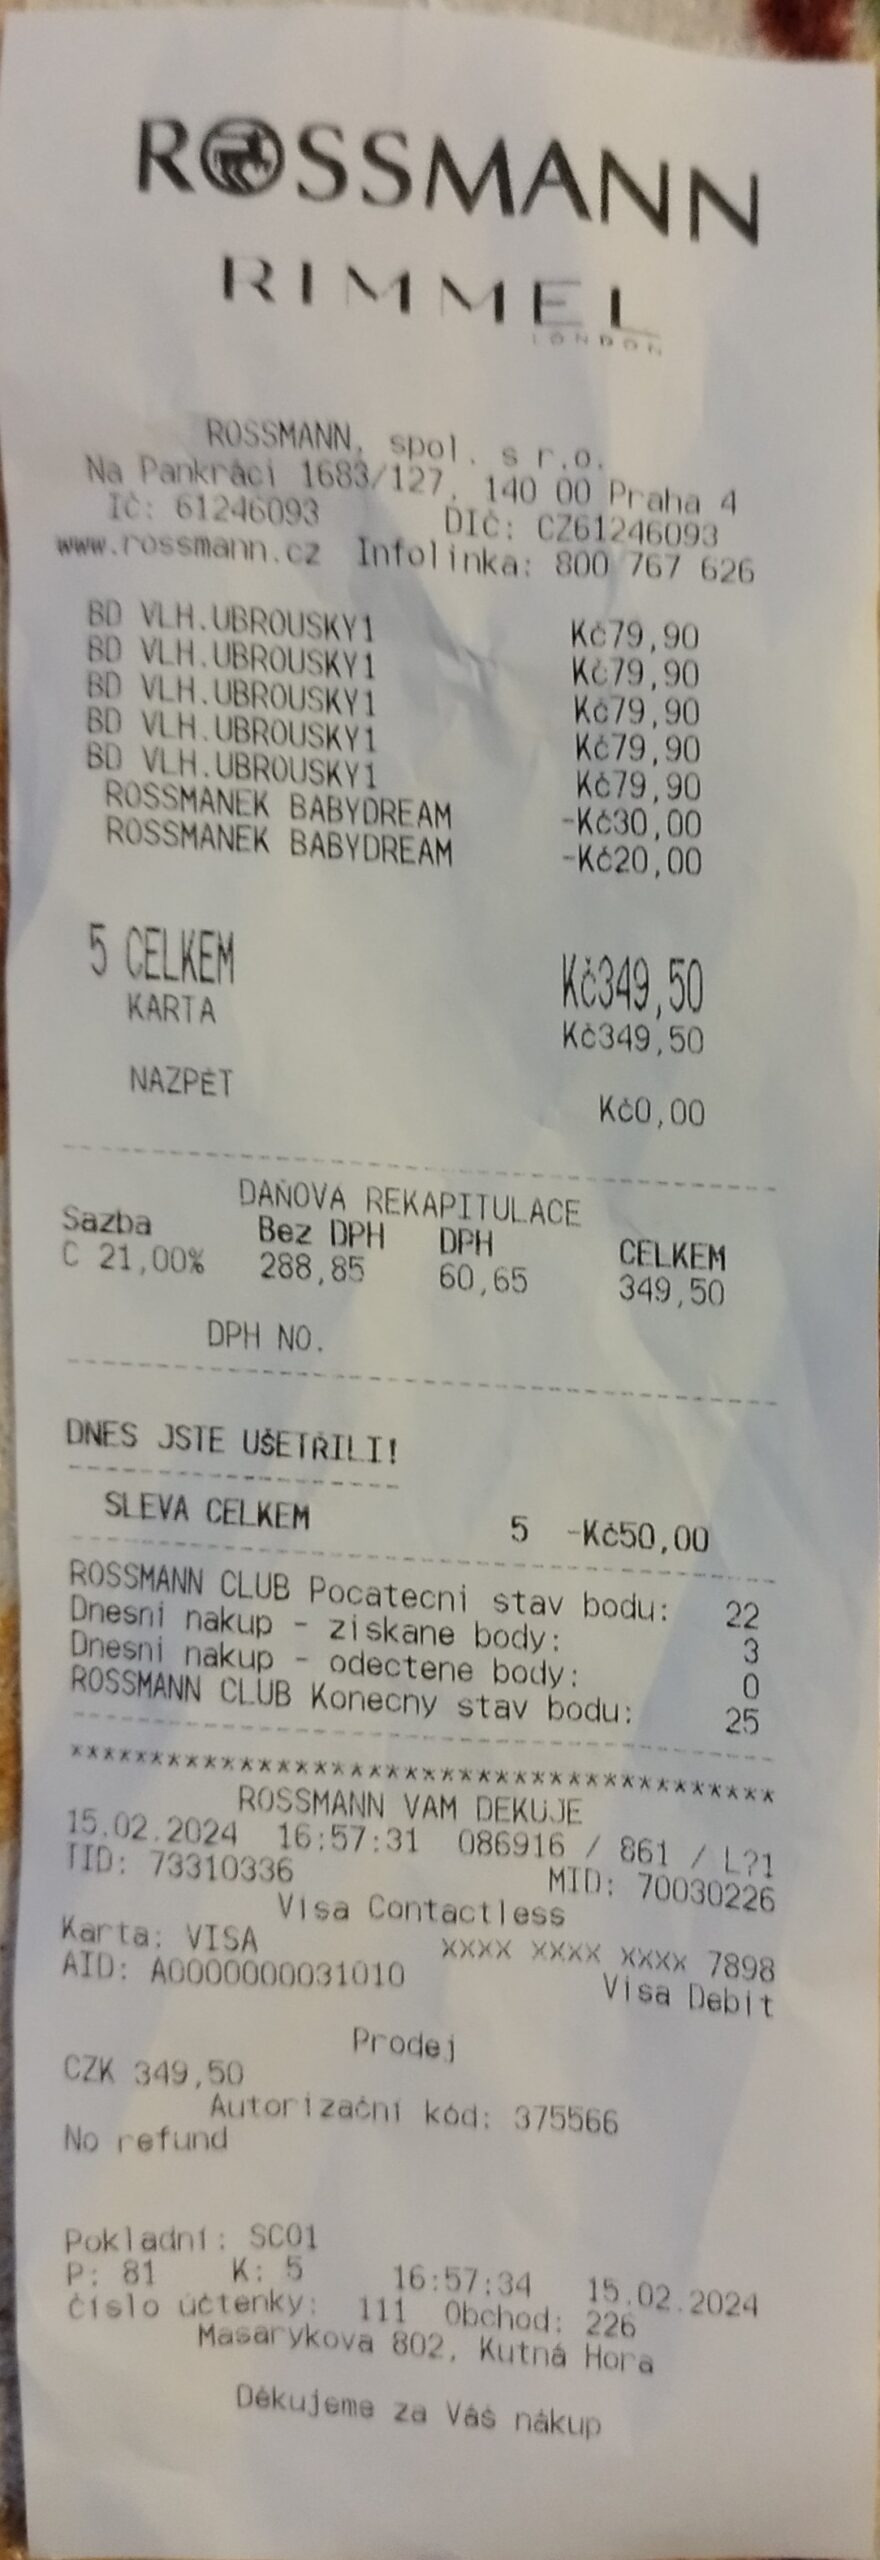 ROSSMANN
RIMMEL
LONDON
ROSSMANN, spol. s r.o.
Na Pankráci 1683/127, 140 00 Praha 4
IČ: 61246093 DIČ: CZ61246093
www.rossmann.cz Infolinka: 800 767 626
BD VLH.UBROUSKY1 Kč79,90
BD VLH.UBROUSKY1 Kč79,90
BD VLH.UBROUSKY1 Kč79,90
BD VLH.UBROUSKY1 Kč79,90
BD VLH.UBROUSKY1 Kč79,90
ROSSMANEK BABYDREAM -Kč30,00
ROSSMANEK BABYDREAM -Kč20,00
5 CELKEM Kč349,50
KARTA Kč349,50
NAZPĚT Kč0,00
DAŇOVÁ REKAPITULACE
Sazba Bez DPH DPH CELKEM
C 21,00% 288,85 60,65 349,50
DPH NO.
DNES JSTE UŠETŘILI!
SLEVA CELKEM 5 -Kč50,00
ROSSMANN CLUB Pocatecni stav bodu: 22
Dnesni nakup - ziskane body: 3
Dnesni nakup - odectene body: 0
ROSSMANN CLUB Konecny stav bodu: 25
****************************************
ROSSMANN VAM DEKUJE
15.02.2024 16:57:31 086916 / 861 / L?1
TID: 73310336 MID: 70030226
Visa Contactless
Karta: VISA XXXX XXXX XXXX 7898
AID: A0000000031010 Visa Debit
Prodej
CZK 349,50
Autorizační kód: 375566
No refund
Pokladní: SCO1
P: 81 K: 5 16:57:34 15.02.2024
Číslo účtenky: 111 Obchod: 226
Masarykova 802, Kutná Hora
Děkujeme za Váš nákup